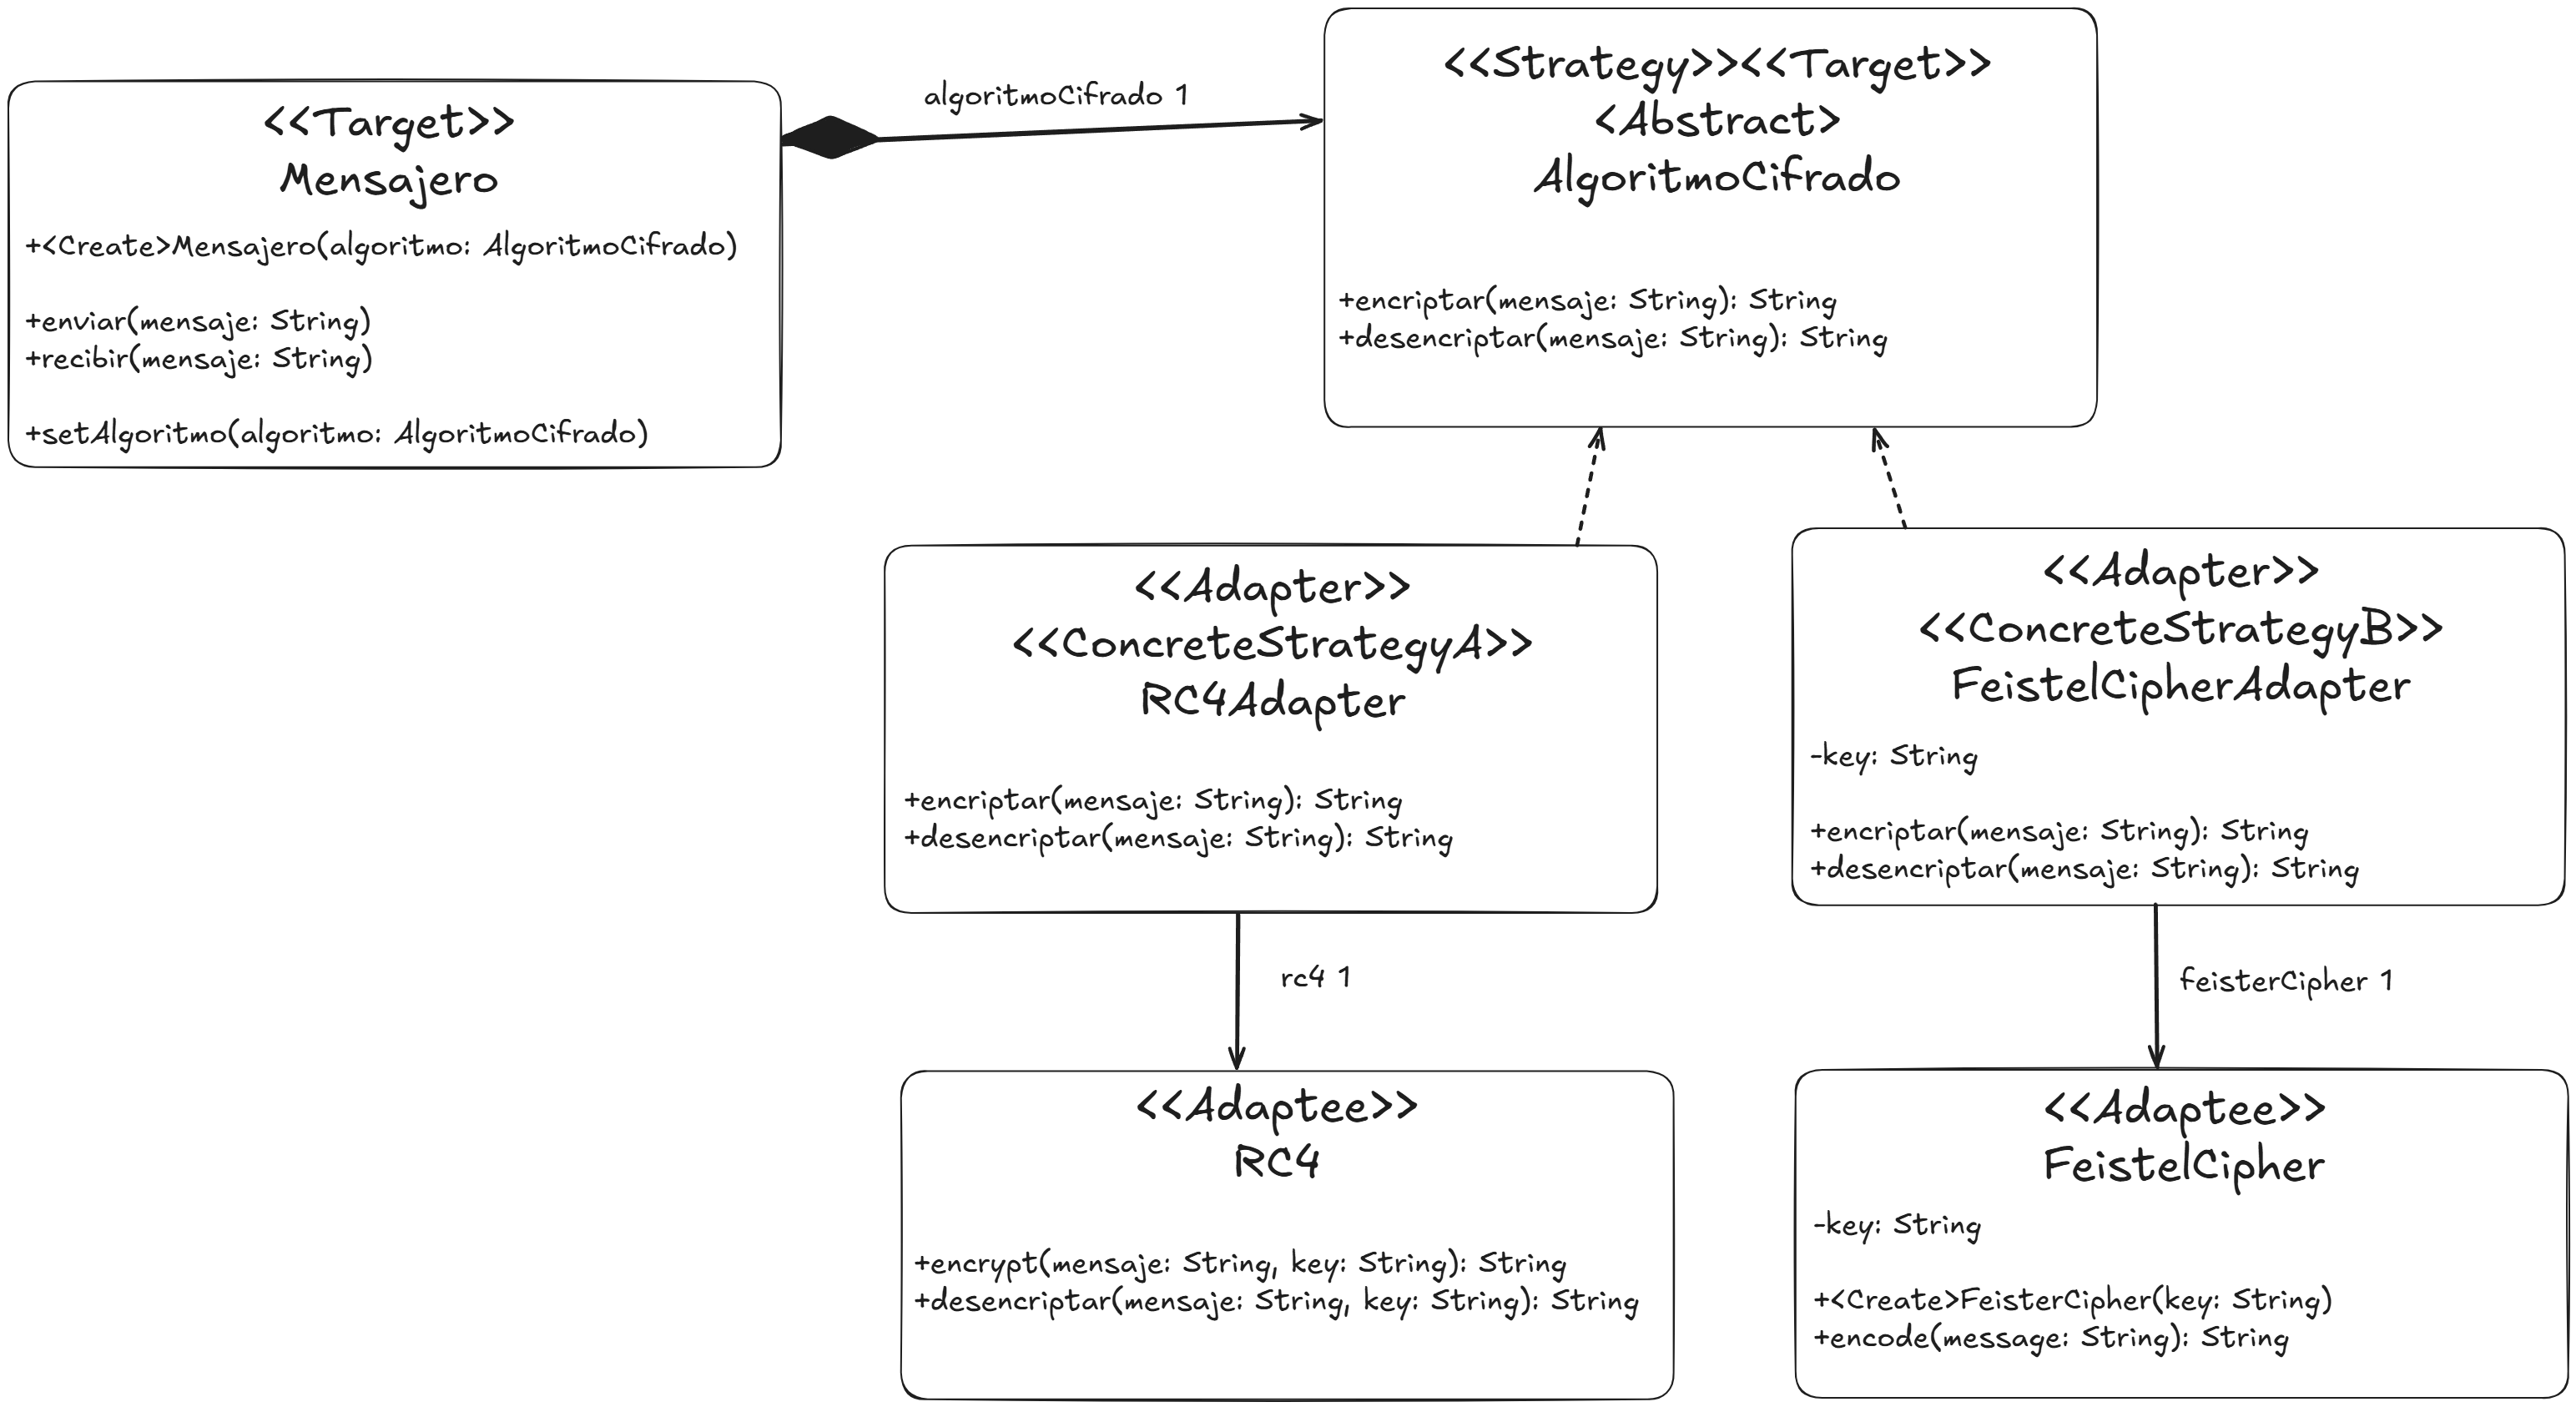 <<Target>>
Mensajero
+<Create>Mensajero(algoritmo: AlgoritmoCifrado)
+enviar(mensaje: String)
+recibir(mensaje: String)
+setAlgoritmo(algoritmo: AlgoritmoCifrado)
algoritmoCifrado 1
<<Strategy>><<Target>>
<Abstract>
AlgoritmoCifrado
+encriptar(mensaje: String): String
+desencriptar(mensaje: String): String
<<Adapter>>
<<ConcreteStrategyA>>
RC4Adapter
+encriptar(mensaje: String): String
+desencriptar(mensaje: String): String
<<Adapter>>
<<ConcreteStrategyB>>
FeistelCipherAdapter
-key: String
+encriptar(mensaje: String): String
+desencriptar(mensaje: String): String
rc4 1
feisterCipher 1
<<Adaptee>>
RC4
+encrypt(mensaje: String, key: String): String
+desencriptar(mensaje: String, key: String): String
<<Adaptee>>
FeistelCipher
-key: String
+<Create>FeisterCipher(key: String)
+encode(message: String): String